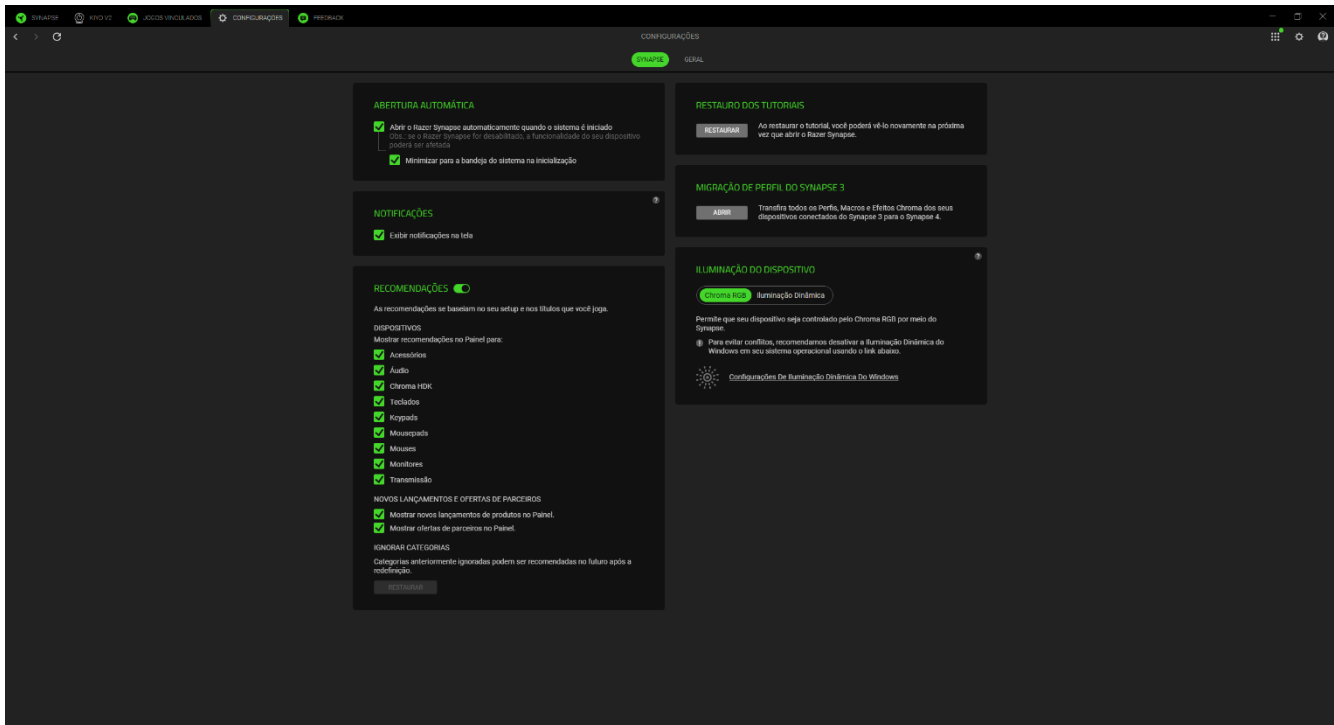 SYNAPSE
KIYO V2
JOGOS VINCULADOS
CONFIGURAÇÕES
FEEDBACK
CONFIGURAÇÕES
SYNAPSE
GERAL
ABERTURA AUTOMÁTICA
Abrir o Razer Synapse automaticamente quando o sistema é iniciado
Obs.: se o Razer Synapse for desabilitado, a funcionalidade do seu dispositivo
poderá ser afetada
Minimizar para a bandeja do sistema na inicialização
NOTIFICAÇÕES
Exibir notificações na tela
RECOMENDAÇÕES
As recomendações se baseiam no seu setup e nos títulos que você joga.
DISPOSITIVOS
Mostrar recomendações no Painel para:
Acessórios
Áudio
Chroma HDK
Teclados
Keypads
Mousepads
Mouses
Monitores
Transmissão
NOVOS LANÇAMENTOS E OFERTAS DE PARCEIROS
Mostrar novos lançamentos de produtos no Painel.
Mostrar ofertas de parceiros no Painel.
IGNORAR CATEGORIAS
Categorias anteriormente ignoradas podem ser recomendadas no futuro após a
redefinição.
RESTAURAR
RESTAURO DOS TUTORIAIS
RESTAURAR
Ao restaurar o tutorial, você poderá vê-lo novamente na próxima
vez que abrir o Razer Synapse.
MIGRAÇÃO DE PERFIL DO SYNAPSE 3
ABRIR
Transfira todos os Perfis, Macros e Efeitos Chroma dos seus
dispositivos conectados do Synapse 3 para o Synapse 4.
ILUMINAÇÃO DO DISPOSITIVO
Chroma RGB
Iluminação Dinâmica
Permite que seu dispositivo seja controlado pelo Chroma RGB por meio do
Synapse.
Para evitar conflitos, recomendamos desativar a Iluminação Dinâmica do
Windows em seu sistema operacional usando o link abaixo.
Configurações De Iluminação Dinâmica Do Windows